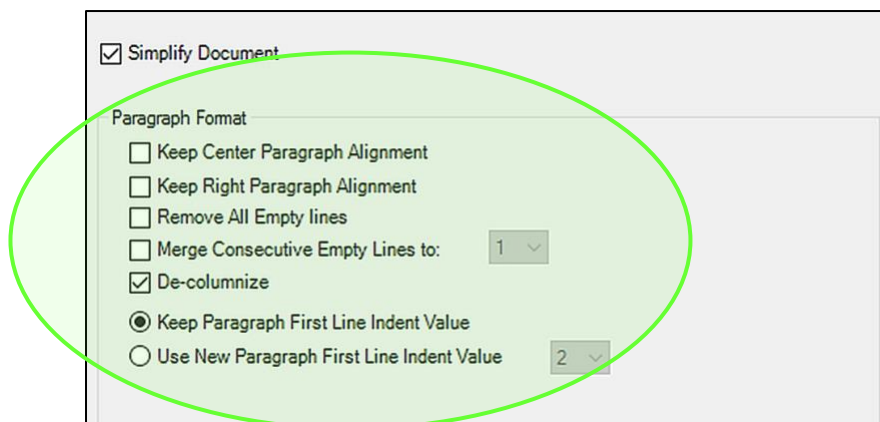 Simplify Document
Paragraph Format
Keep Center Paragraph Alignment
Keep Right Paragraph Alignment
Remove All Empty lines
Merge Consecutive Empty Lines to: 1
De-columnize
Keep Paragraph First Line Indent Value
Use New Paragraph First Line Indent Value 2